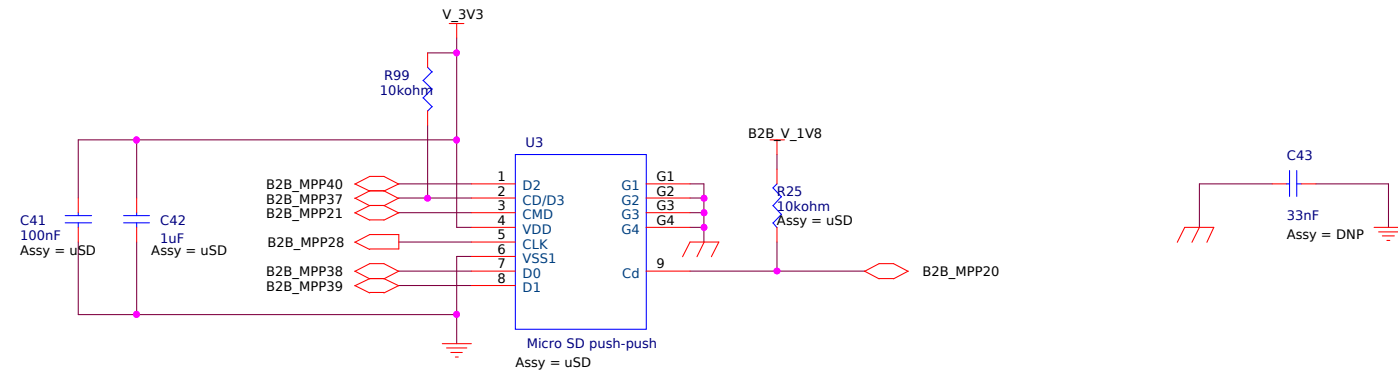 V_3V3
R99
10kohm
U3
B2B_V_1V8
C43
B2B_MPP40
1
D2
G1
G1
B2B_MPP37
2
CD/D3
G2
G2
R25
B2B_MPP21
3
CMD
G3
G3
10kohm
C41
100nF
Assy = uSD
C42
1uF
Assy = uSD
4
VDD
G4
G4
Assy = uSD
33nF
Assy = DNP
B2B_MPP28
5
CLK
6
VSS1
B2B_MPP38
7
D0
Cd
9
B2B_MPP20
B2B_MPP39
8
D1
Micro SD push-push
Assy = uSD